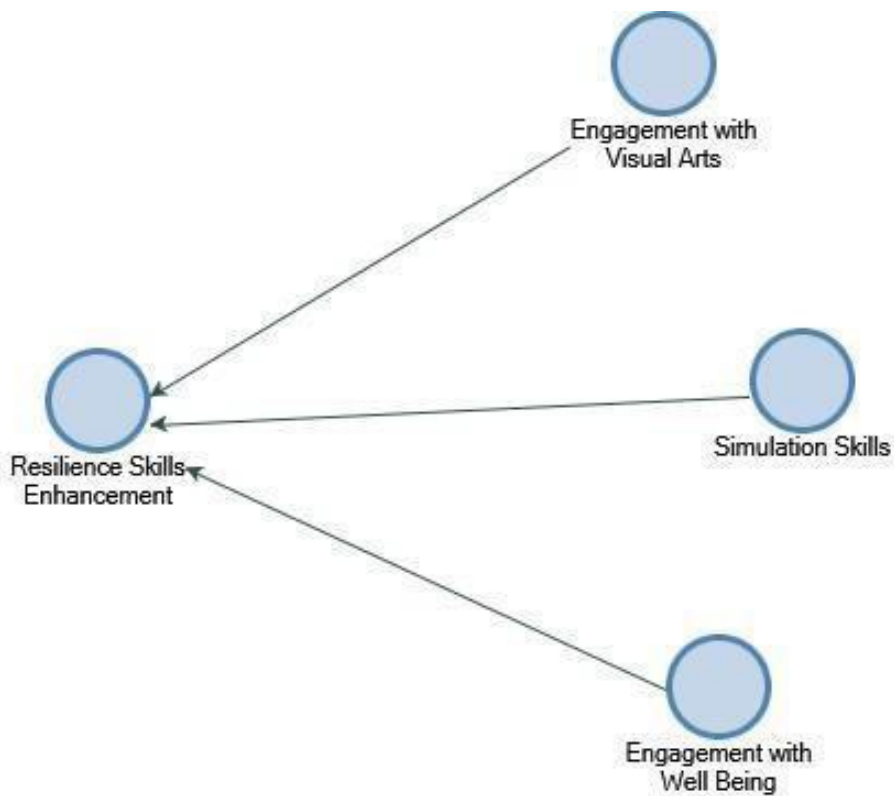 Engagement with
Visual Arts
Simulation Skills
Resilience Skills
Enhancement
Engagement with
Well Being